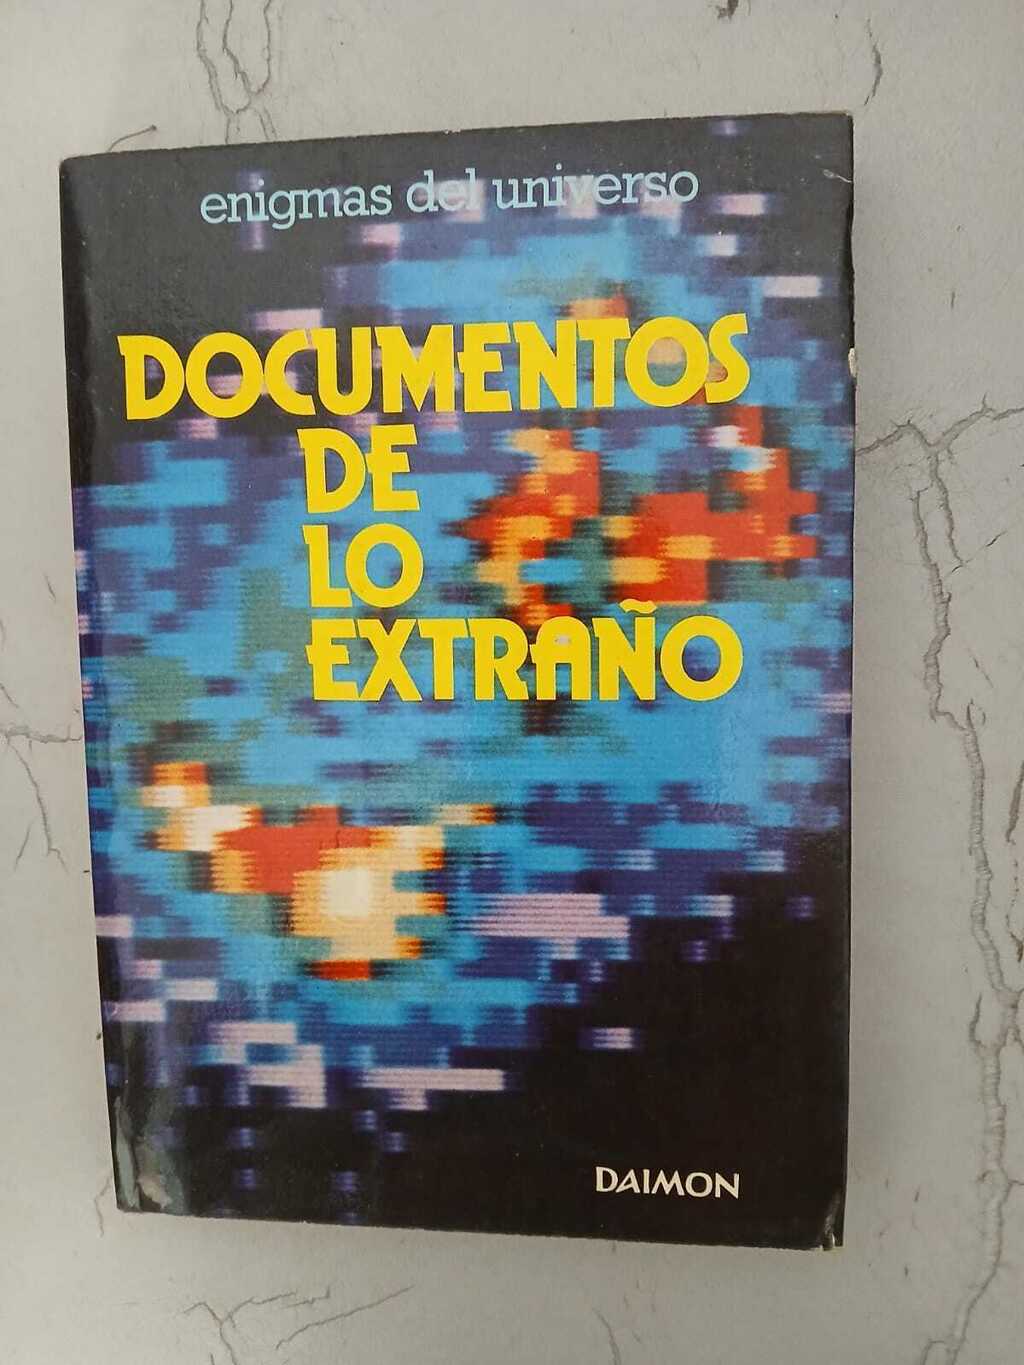 enigmas del universo
DOCUMENTOS
DE
LO
EXTRAÑO
DAIMON